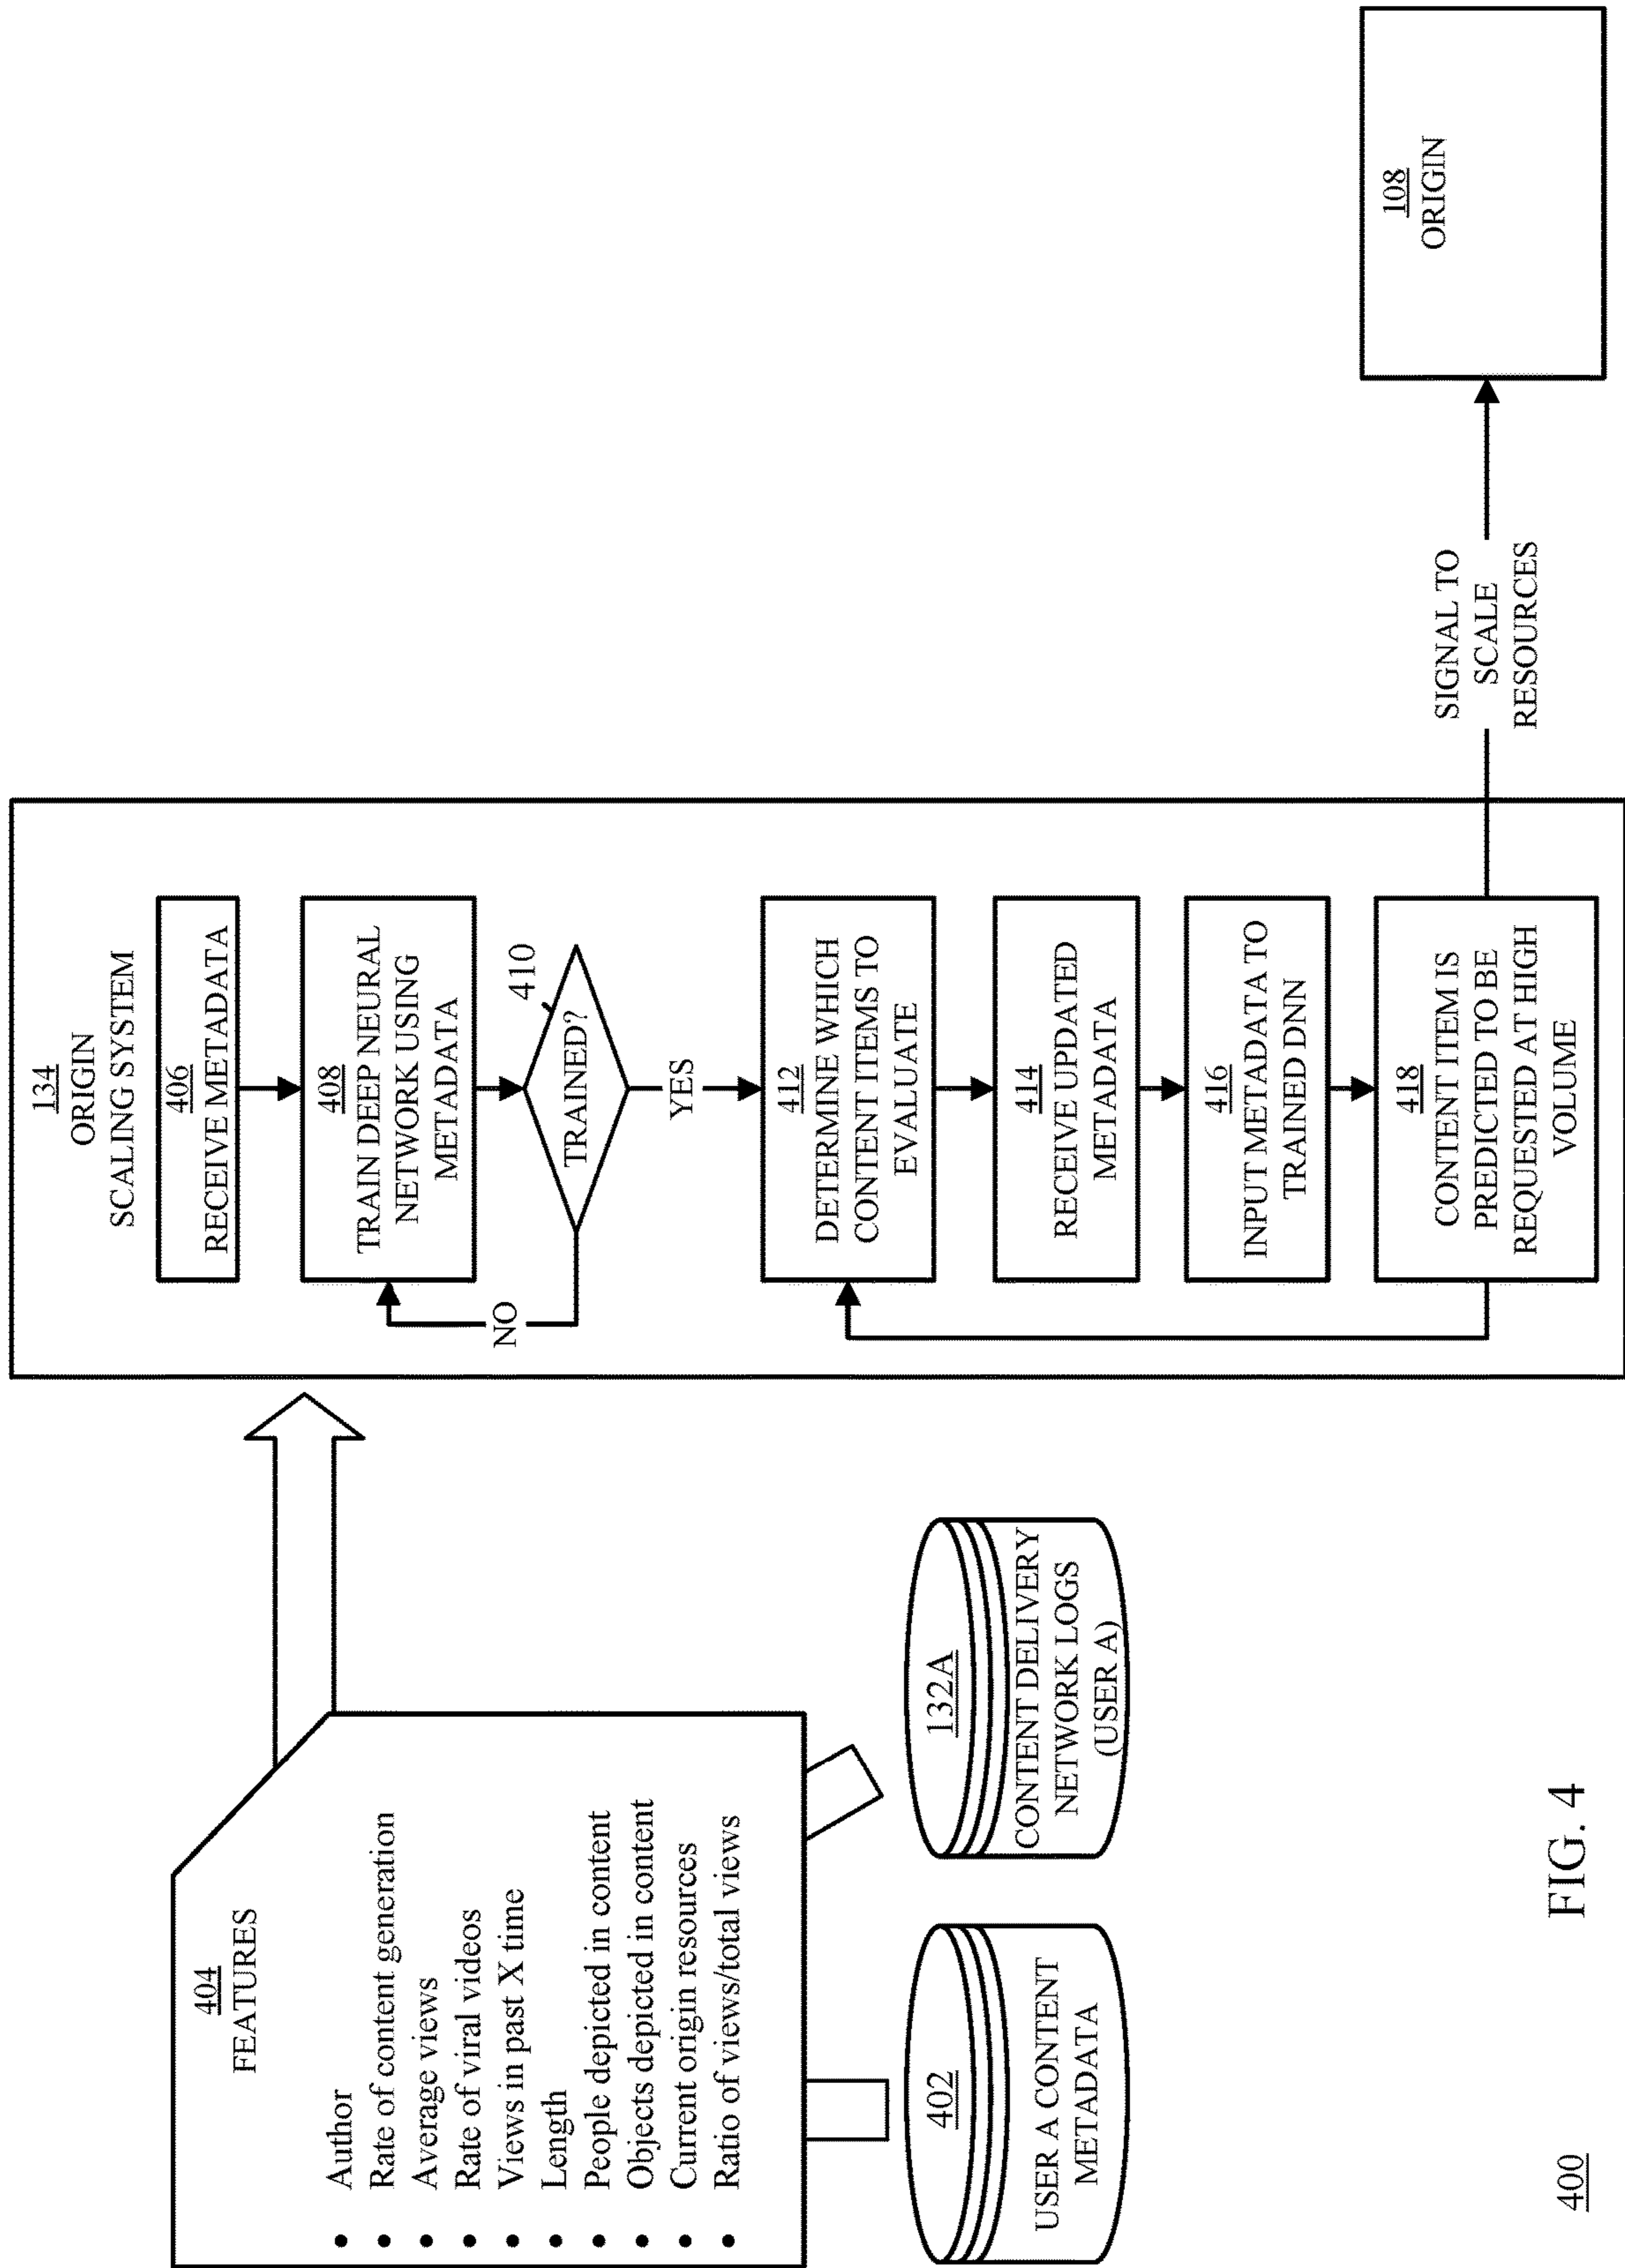 404
FEATURES
• Author
• Rate of content generation
• Average views
• Rate of viral videos
• Views in past X time
• Length
• People depicted in content
• Objects depicted in content
• Current origin resources
• Ratio of views/total views
402
USER A CONTENT
METADATA
132A
CONTENT DELIVERY
NETWORK LOGS
(USER A)
134
ORIGIN
SCALING SYSTEM
406
RECEIVE METADATA
408
TRAIN DEEP NEURAL
NETWORK USING
METADATA
410
TRAINED?
NO
YES
412
DETERMINE WHICH
CONTENT ITEMS TO
EVALUATE
414
RECEIVE UPDATED
METADATA
416
INPUT METADATA TO
TRAINED DNN
418
CONTENT ITEM IS
PREDICTED TO BE
REQUESTED AT HIGH
VOLUME
SIGNAL TO
SCALE
RESOURCES
108
ORIGIN
400
FIG. 4